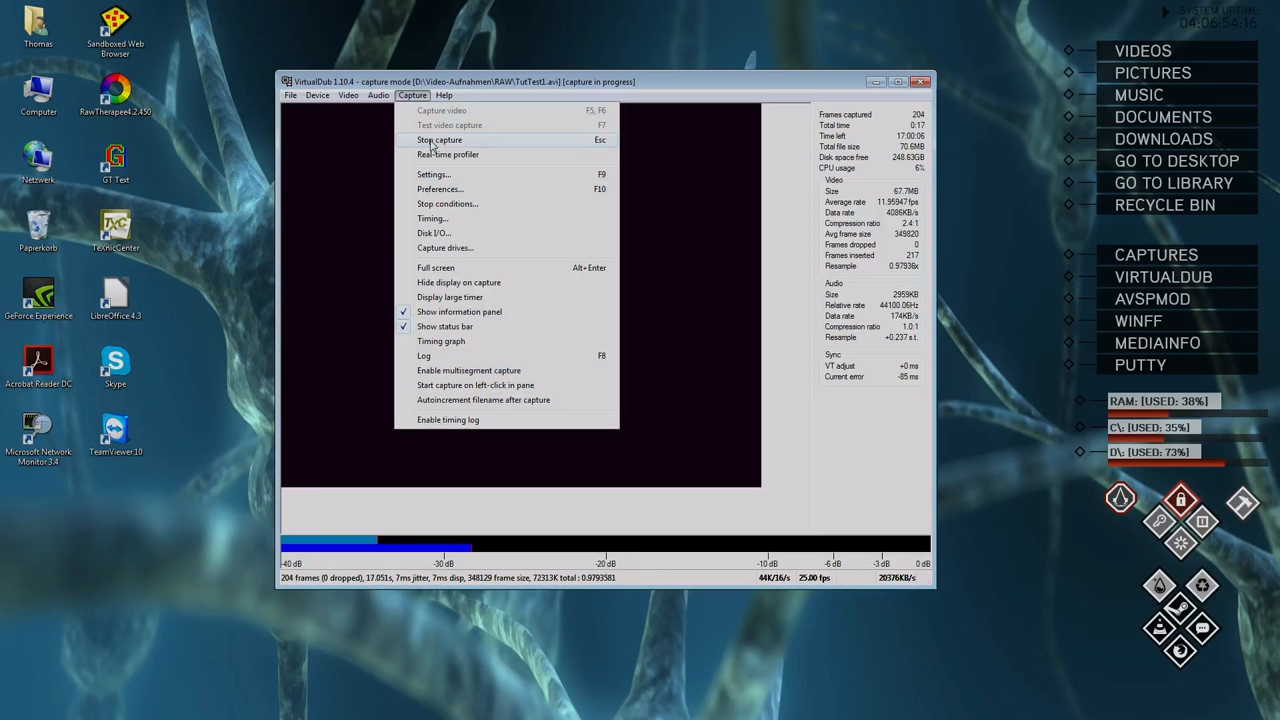 Thomas
Sandboxed Web
Browser
Computer
RawTherapee4.2.450
Netzwerk
GT Text
Papierkorb
TeXnicCenter
GeForce Experience
LibreOffice 4.3
Acrobat Reader DC
Skype
Microsoft Network
Monitor 3.4
TeamViewer 10
VirtualDub 1.10.4 - capture mode [D:\Video-Aufnahmen\RAW\TutTest1.avi] [capture in progress]
File Device Video Audio Capture Help
Capture video F5, F6
Test video capture F7
Stop capture Esc
Real-time profiler
Settings... F9
Preferences... F10
Stop conditions...
Timing...
Disk I/O...
Capture drives...
Full screen Alt+Enter
Hide display on capture
Display large timer
Show information panel
Show status bar
Timing graph
Log F8
Enable multisegment capture
Start capture on left-click in pane
Autoincrement filename after capture
Enable timing log
Frames captured 204
Total time 0:17
Time left 17:00:06
Total file size 70.6MB
Disk space free 248.63GB
CPU usage 6%
Video
Size 67.7MB
Average rate 11.95947fps
Data rate 4086KB/s
Compression ratio 2.4:1
Avg frame size 349820
Frames dropped 0
Frames inserted 217
Resample 0.97936x
Audio
Size 2959KB
Relative rate 44100.06Hz
Data rate 174KB/s
Compression ratio 1.0:1
Resample +0.237 s.t.
Sync
VT adjust +0 ms
Current error -85 ms
-40 dB -30dB -20 dB -10 dB -6 dB -3 dB 0 dB
204 frames (0 dropped), 17.051s, 7ms jitter, 7ms disp, 348129 frame size, 72313K total : 0.9793581 44K/16/s 25.00 fps 20376KB/s
SYSTEM UPTIME:
04:06:54:16
VIDEOS
PICTURES
MUSIC
DOCUMENTS
DOWNLOADS
GO TO DESKTOP
GO TO LIBRARY
RECYCLE BIN
CAPTURES
VIRTUALDUB
AVSPMOD
WINFF
MEDIAINFO
PUTTY
RAM: [USED: 38%]
C\: [USED: 35%]
D\: [USED: 73%]